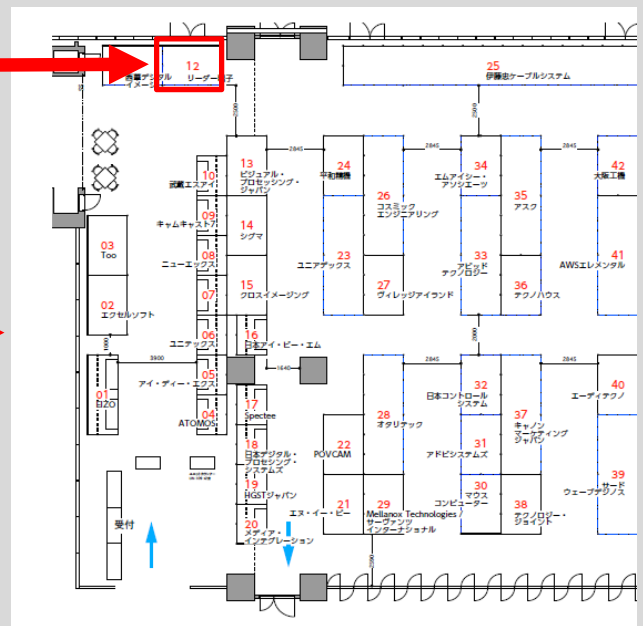 12
西華デジタル
イメージ
リーダー電子
25
伊藤忠ケーブルシステム
2500
2500
10
武蔵エスアイ
09
キャムキャスト7
08
ニューエックス
07
06
ユニテックス
05
アイ・ディー・エクス
04
ATOMOS
03
Too
02
エクセルソフト
01
EIZO
3900
受付
13
ビジュアル・
プロセッシング・
ジャパン
14
シグマ
15
クロスイメージング
16
日本アイ・ビー・エム
1640
17
Spectee
18
日本デジタル・
プロセシング・
システムズ
19
HGSTジャパン
20
メディア・
インテグレーション
2845
24
平和精機
23
ユニアデックス
22
POVCAM
21
エヌ・イー・ピー
26
コスミック
エンジニアリング
27
ヴィレッジアイランド
28
オタリテック
29
Mellanox Technologies /
サーヴァンツ
インターナショナル
2845
34
エムアイシー・
アソシエーツ
33
アビッド
テクノロジー
2845
32
日本コントロール
システム
31
アドビシステムズ
30
マウス
コンピューター
35
アスク
36
テクノハウス
37
キャノン
マーケティング
ジャパン
38
テクノロジー・
ジョイント
2845
2845
42
大阪工機
41
AWSエレメンタル
40
エーディテクノ
39
サード
ウェーブデジノス